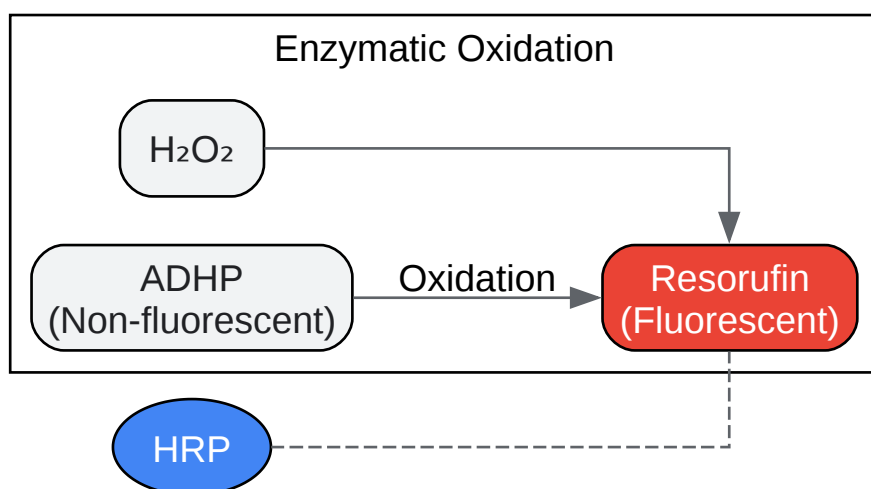 Enzymatic Oxidation
H₂O₂
ADHP
(Non-fluorescent)
Oxidation
Resorufin
(Fluorescent)
HRP